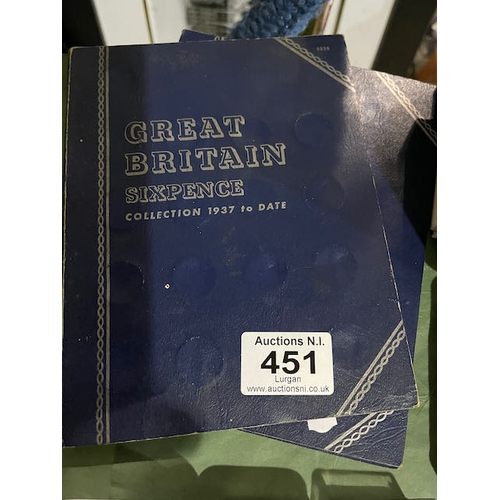 GREAT
BRITAIN
SIXPENCE
COLLECTION 1937 to DATE
Auctions N.I.
451
Lurgan
www.auctionsni.co.uk